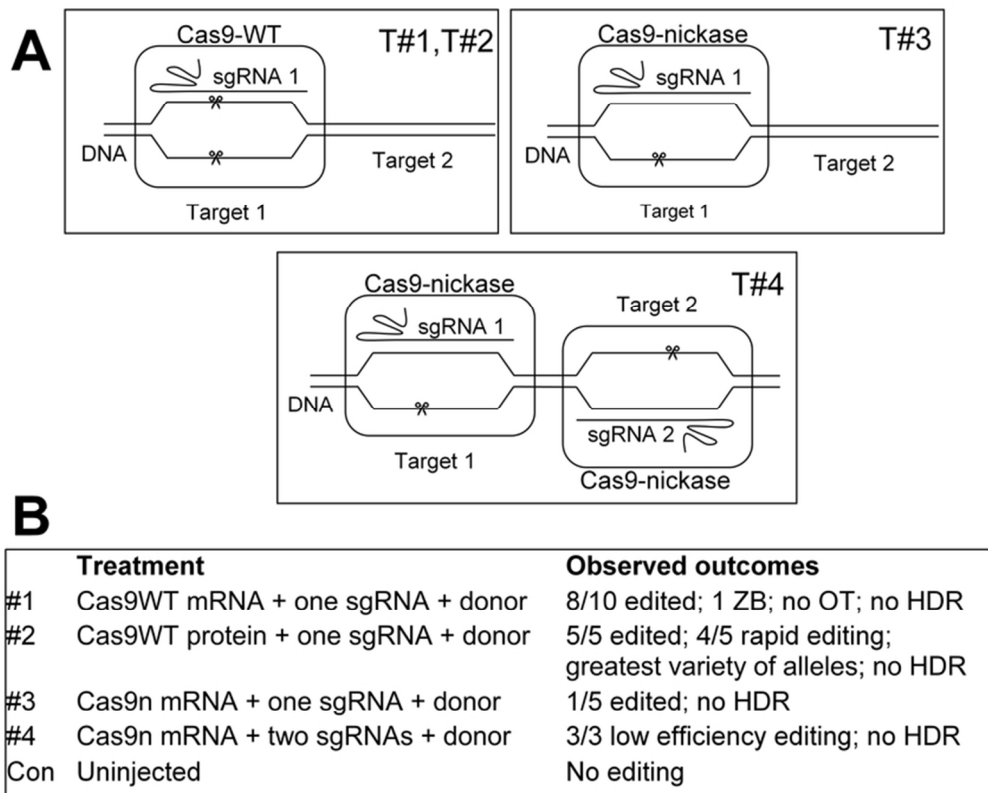 A
Cas9-WT
T#1,T#2
sgRNA 1
DNA
Target 2
Target 1
Cas9-nickase
T#3
sgRNA 1
DNA
Target 2
Target 1
Cas9-nickase
T#4
Target 2
sgRNA 1
DNA
sgRNA 2
Target 1
Cas9-nickase
B
Treatment Observed outcomes
#1 Cas9WT mRNA + one sgRNA + donor 8/10 edited; 1 ZB; no OT; no HDR
#2 Cas9WT protein + one sgRNA + donor 5/5 edited; 4/5 rapid editing;
greatest variety of alleles; no HDR
#3 Cas9n mRNA + one sgRNA + donor 1/5 edited; no HDR
#4 Cas9n mRNA + two sgRNAs + donor 3/3 low efficiency editing; no HDR
Con Uninjected No editing